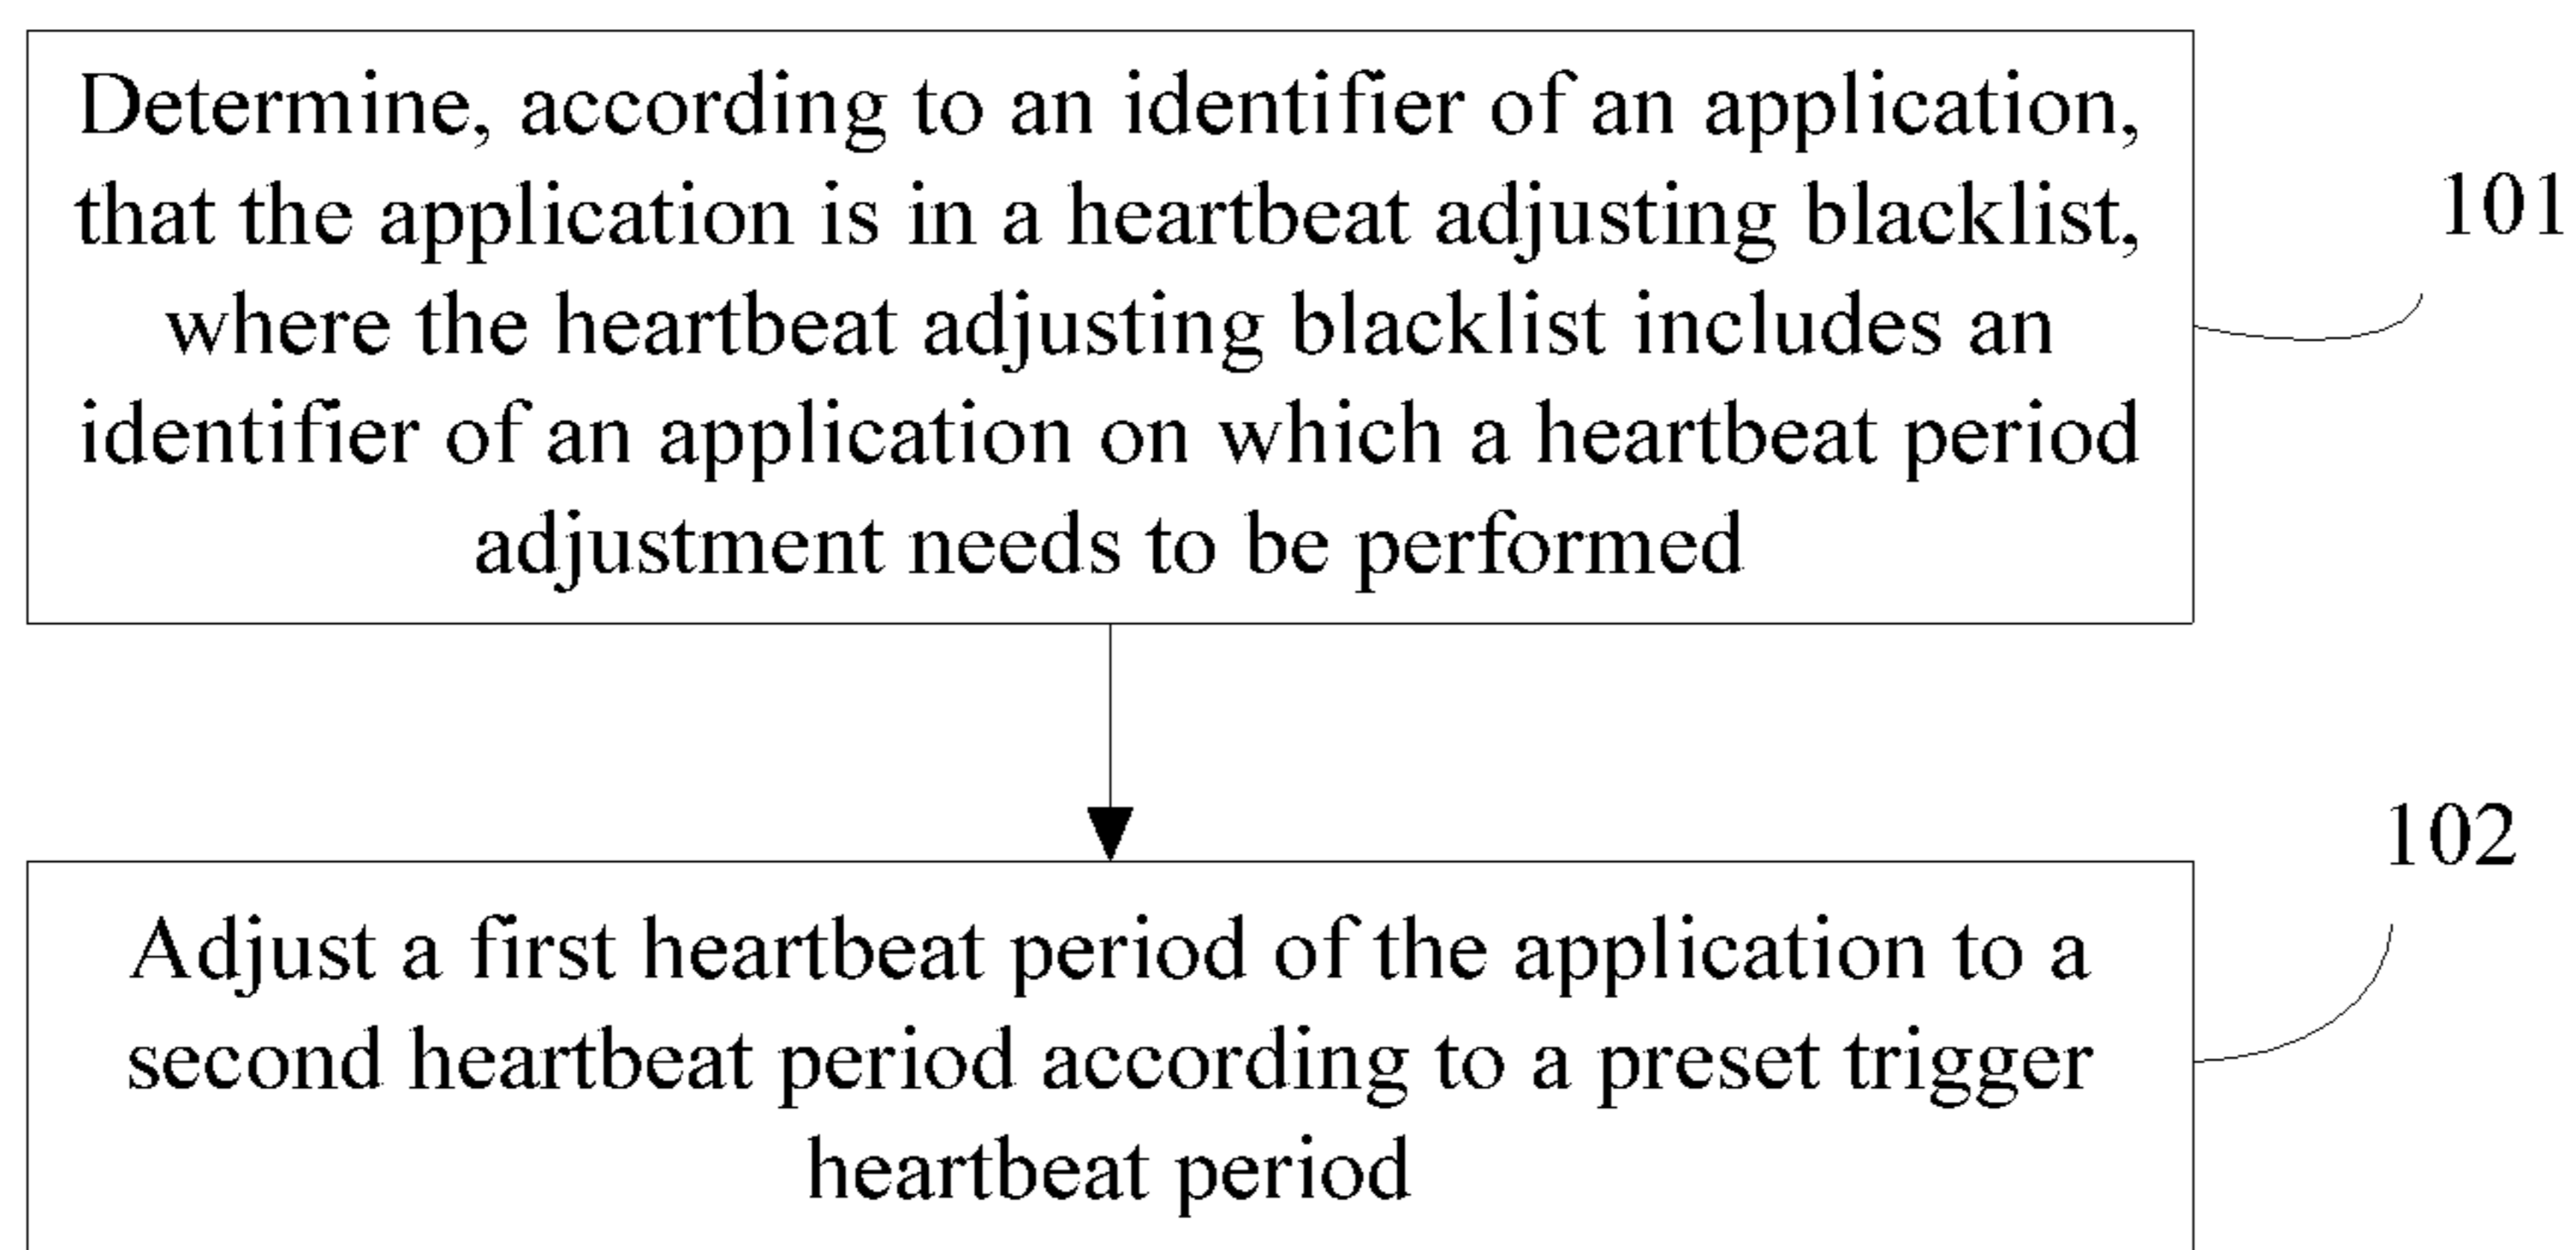 Determine, according to an identifier of an application,
that the application is in a heartbeat adjusting blacklist,
where the heartbeat adjusting blacklist includes an
identifier of an application on which a heartbeat period
adjustment needs to be performed
101
102
Adjust a first heartbeat period of the application to a
second heartbeat period according to a preset trigger
heartbeat period